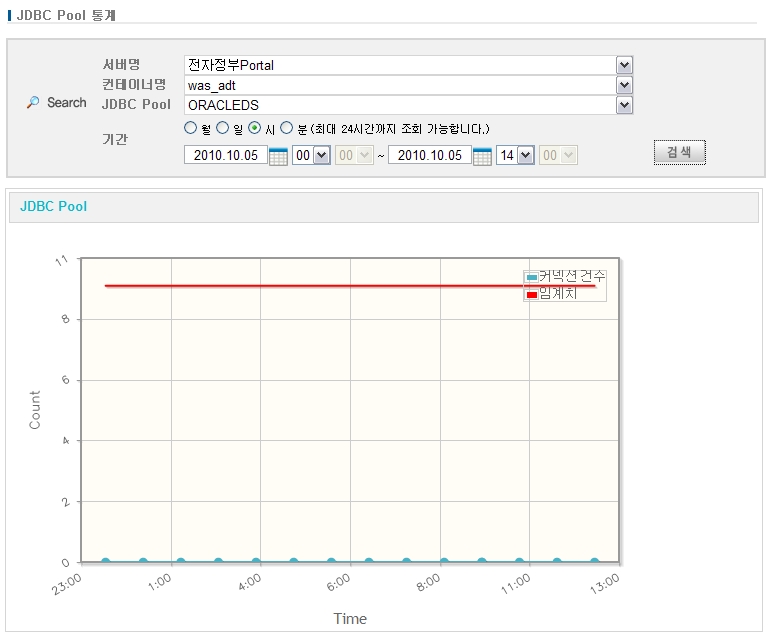 JDBC Pool 통계
Search
서버명 전자정부Portal
컨테이너명 was_adt
JDBC Pool ORACLEDS
기간 월 일 시 분(최대 24시간까지 조회 가능합니다.)
2010.10.05 00 00 ~ 2010.10.05 14 00 검색
JDBC Pool
커넥션건수
임계치
11
8
6
4
2
0
Count
23:00 1:00 4:00 6:00 8:00 11:00 13:00
Time